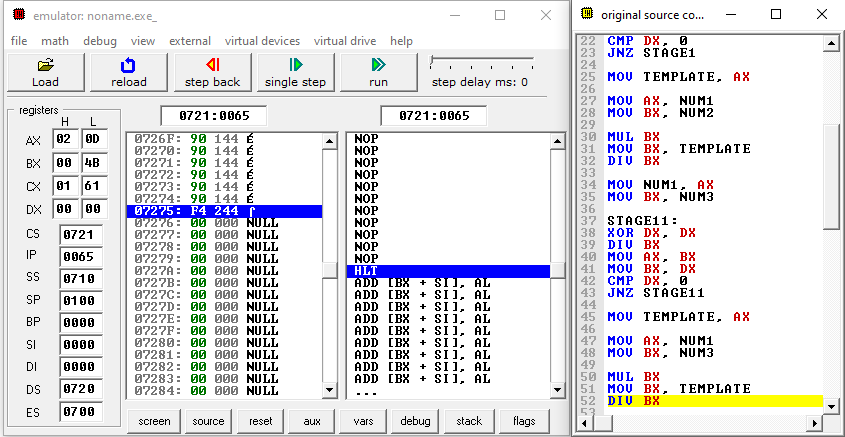 emulator: noname.exe_
file math debug view external virtual devices virtual drive help
Load reload step back single step run step delay ms: 0
registers
H L
AX 02 0D
BX 00 4B
CX 01 61
DX 00 00
CS 0721
IP 0065
SS 0710
SP 0100
BP 0000
SI 0000
DI 0000
DS 0720
ES 0700
0721:0065
0726F: 90 144 É
07270: 90 144 É
07271: 90 144 É
07272: 90 144 É
07273: 90 144 É
07274: 90 144 É
07275: F4 244 ⌠
07276: 00 000 NULL
07277: 00 000 NULL
07278: 00 000 NULL
07279: 00 000 NULL
0727A: 00 000 NULL
0727B: 00 000 NULL
0727C: 00 000 NULL
0727D: 00 000 NULL
0727E: 00 000 NULL
0727F: 00 000 NULL
07280: 00 000 NULL
07281: 00 000 NULL
07282: 00 000 NULL
07283: 00 000 NULL
07284: 00 000 NULL
0721:0065
NOP
NOP
NOP
NOP
NOP
NOP
NOP
NOP
NOP
NOP
NOP
HLT
ADD [BX + SI], AL
ADD [BX + SI], AL
ADD [BX + SI], AL
ADD [BX + SI], AL
ADD [BX + SI], AL
ADD [BX + SI], AL
ADD [BX + SI], AL
ADD [BX + SI], AL
ADD [BX + SI], AL
...
screen source reset aux vars debug stack flags
original source co...
22 CMP DX, 0
23 JNZ STAGE1
24
25 MOV TEMPLATE, AX
26
27 MOV AX, NUM1
28 MOV BX, NUM2
29
30 MUL BX
31 MOV BX, TEMPLATE
32 DIV BX
33
34 MOV NUM1, AX
35 MOV BX, NUM3
36
37 STAGE11:
38 XOR DX, DX
39 DIV BX
40 MOV AX, BX
41 MOV BX, DX
42 CMP DX, 0
43 JNZ STAGE11
44
45 MOV TEMPLATE, AX
46
47 MOV AX, NUM1
48 MOV BX, NUM3
49
50 MUL BX
51 MOV BX, TEMPLATE
52 DIV BX
53